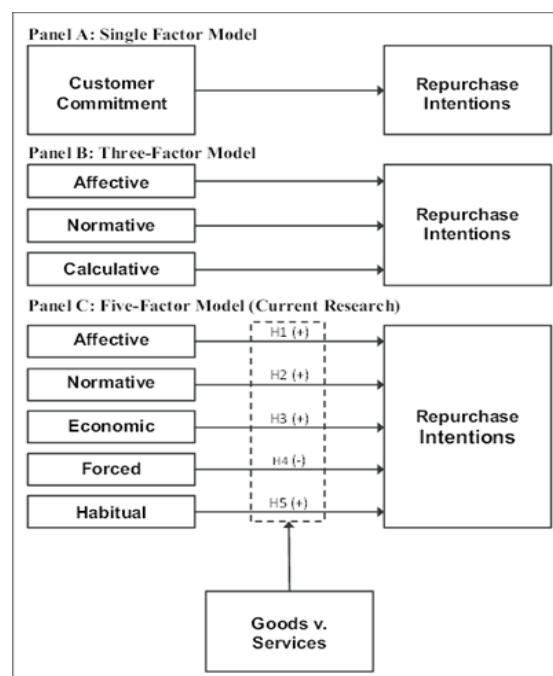 Panel A: Single Factor Model
Customer
Commitment
Repurchase
Intentions
Panel B: Three-Factor Model
Affective
Normative
Calculative
Repurchase
Intentions
Panel C: Five-Factor Model (Current Research)
Affective
H1 (+)
Normative
H2 (+)
Economic
H3 (+)
Forced
H4 (-)
Habitual
H5 (+)
Repurchase
Intentions
Goods v.
Services